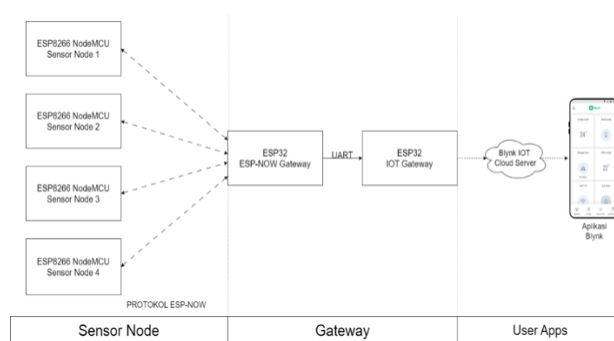 ESP8266 NodeMCU
Sensor Node 1
ESP8266 NodeMCU
Sensor Node 2
ESP8266 NodeMCU
Sensor Node 3
ESP8266 NodeMCU
Sensor Node 4
PROTOKOL ESP-NOW
ESP32
ESP-NOW Gateway
UART
ESP32
IOT Gateway
Blynk IOT
Cloud Server
Aplikasi
Blynk
Sensor Node
Gateway
User Apps